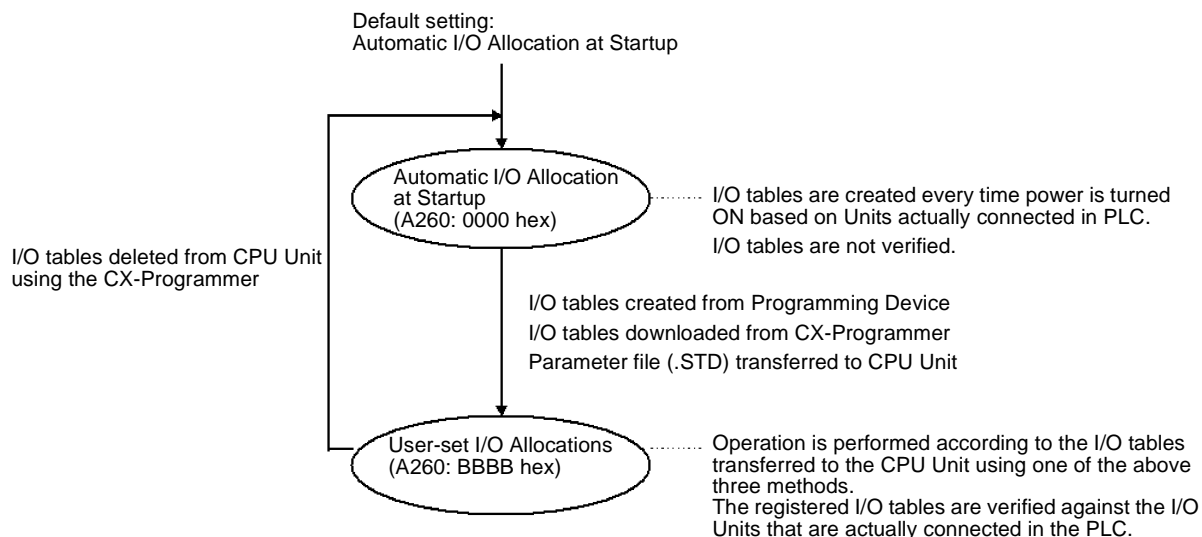 Default setting:
Automatic I/O Allocation at Startup
Automatic I/O Allocation
at Startup
(A260: 0000 hex)
I/O tables are created every time power is turned
ON based on Units actually connected in PLC.
I/O tables are not verified.
I/O tables deleted from CPU Unit
using the CX-Programmer
I/O tables created from Programming Device
I/O tables downloaded from CX-Programmer
Parameter file (.STD) transferred to CPU Unit
User-set I/O Allocations
(A260: BBBB hex)
Operation is performed according to the I/O tables
transferred to the CPU Unit using one of the above
three methods.
The registered I/O tables are verified against the I/O
Units that are actually connected in the PLC.